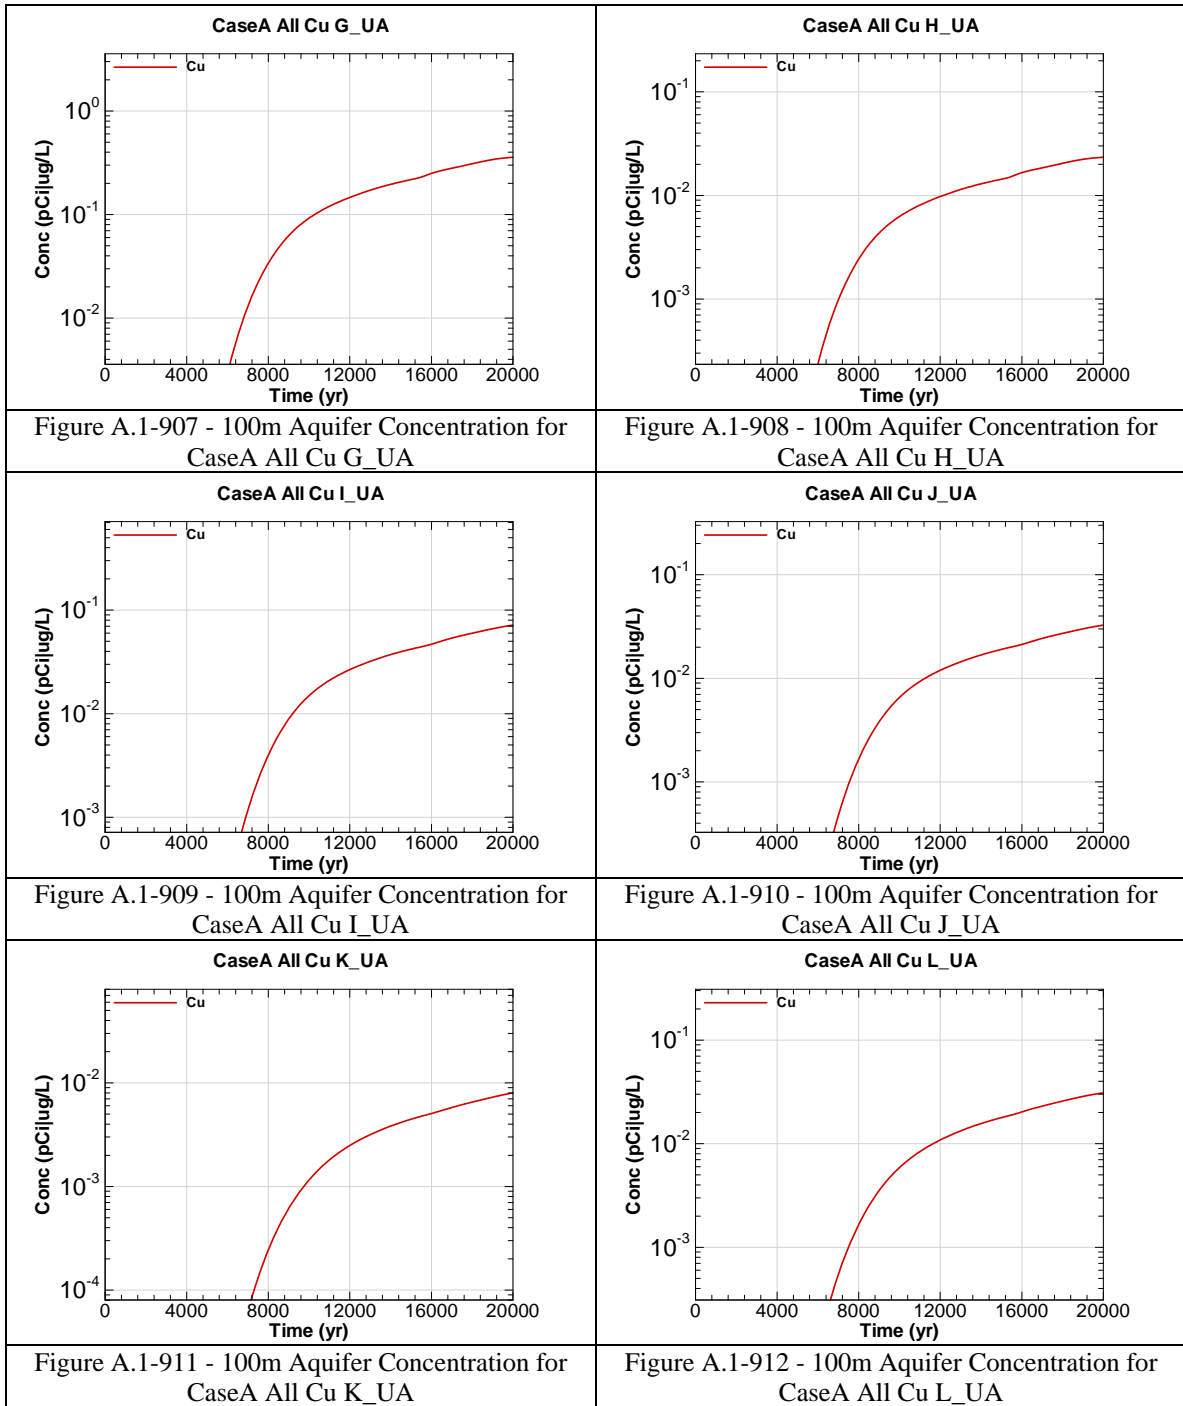 CaseA All Cu G_UA
Cu
10^0
10^-1
10^-2
Conc (pCi|ug/L)
0 4000 8000 12000 16000 20000
Time (yr)
Figure A.1-907 - 100m Aquifer Concentration for
CaseA All Cu G_UA
CaseA All Cu H_UA
Cu
10^-1
10^-2
10^-3
Conc (pCi|ug/L)
0 4000 8000 12000 16000 20000
Time (yr)
Figure A.1-908 - 100m Aquifer Concentration for
CaseA All Cu H_UA
CaseA All Cu I_UA
Cu
10^-1
10^-2
10^-3
Conc (pCi|ug/L)
0 4000 8000 12000 16000 20000
Time (yr)
Figure A.1-909 - 100m Aquifer Concentration for
CaseA All Cu I_UA
CaseA All Cu J_UA
Cu
10^-1
10^-2
10^-3
Conc (pCi|ug/L)
0 4000 8000 12000 16000 20000
Time (yr)
Figure A.1-910 - 100m Aquifer Concentration for
CaseA All Cu J_UA
CaseA All Cu K_UA
Cu
10^-2
10^-3
10^-4
Conc (pCi|ug/L)
0 4000 8000 12000 16000 20000
Time (yr)
Figure A.1-911 - 100m Aquifer Concentration for
CaseA All Cu K_UA
CaseA All Cu L_UA
Cu
10^-1
10^-2
10^-3
Conc (pCi|ug/L)
0 4000 8000 12000 16000 20000
Time (yr)
Figure A.1-912 - 100m Aquifer Concentration for
CaseA All Cu L_UA